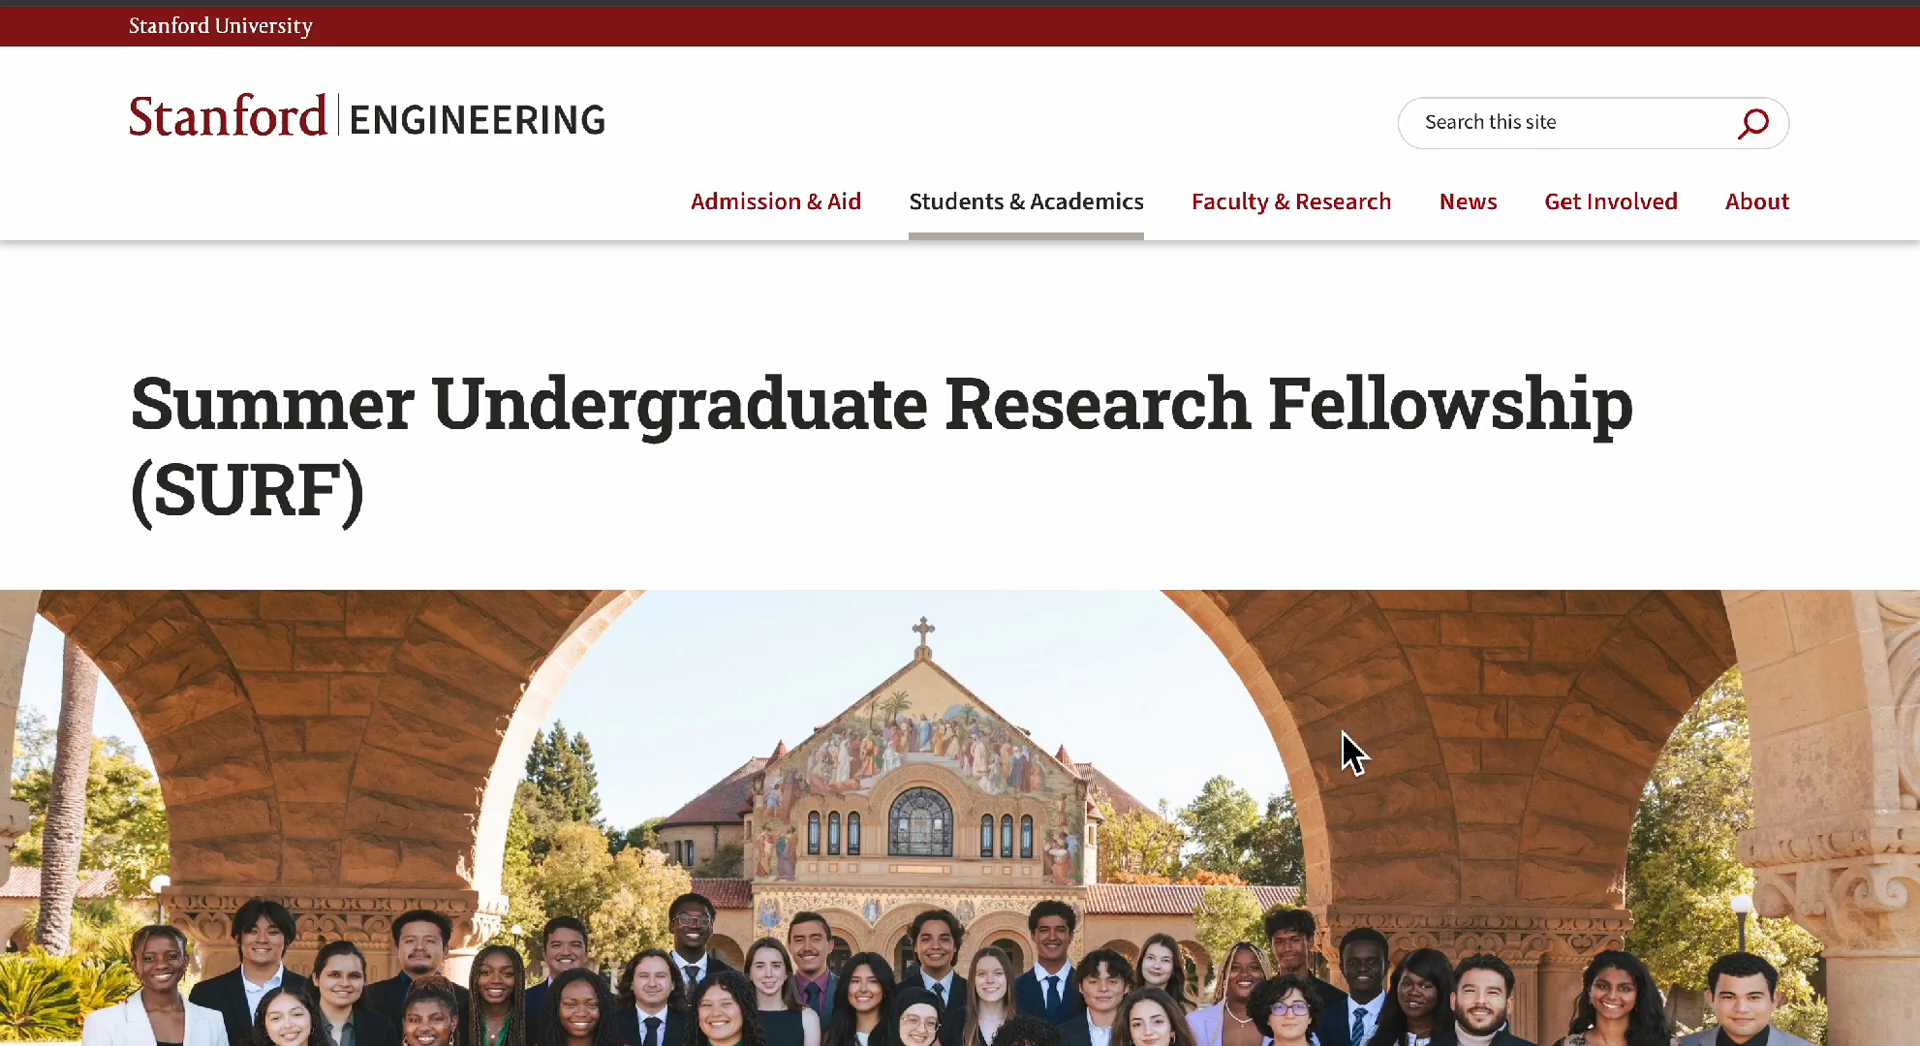 Stanford University
Stanford | ENGINEERING
Search this site
Admission & Aid Students & Academics Faculty & Research News Get Involved About
Summer Undergraduate Research Fellowship
(SURF)